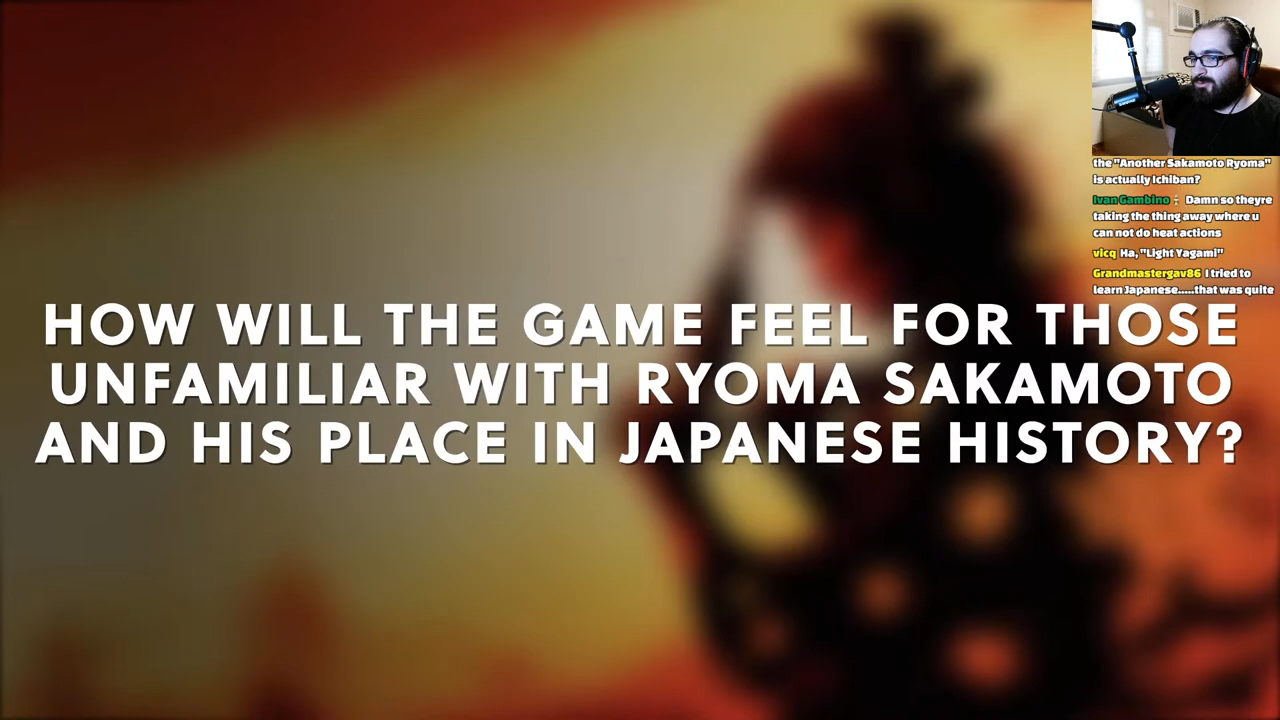 the "Another Sakamoto Ryoma"
is actually Ichiban?
Ivan Gambino Damn so theyre
taking the thing away where u
can not do heat actions
vicq Ha, "Light Yagami"
Grandmastergav86 I tried to
learn Japanese.....that was quite
HOW WILL THE GAME FEEL FOR THOSE
UNFAMILIAR WITH RYOMA SAKAMOTO
AND HIS PLACE IN JAPANESE HISTORY?